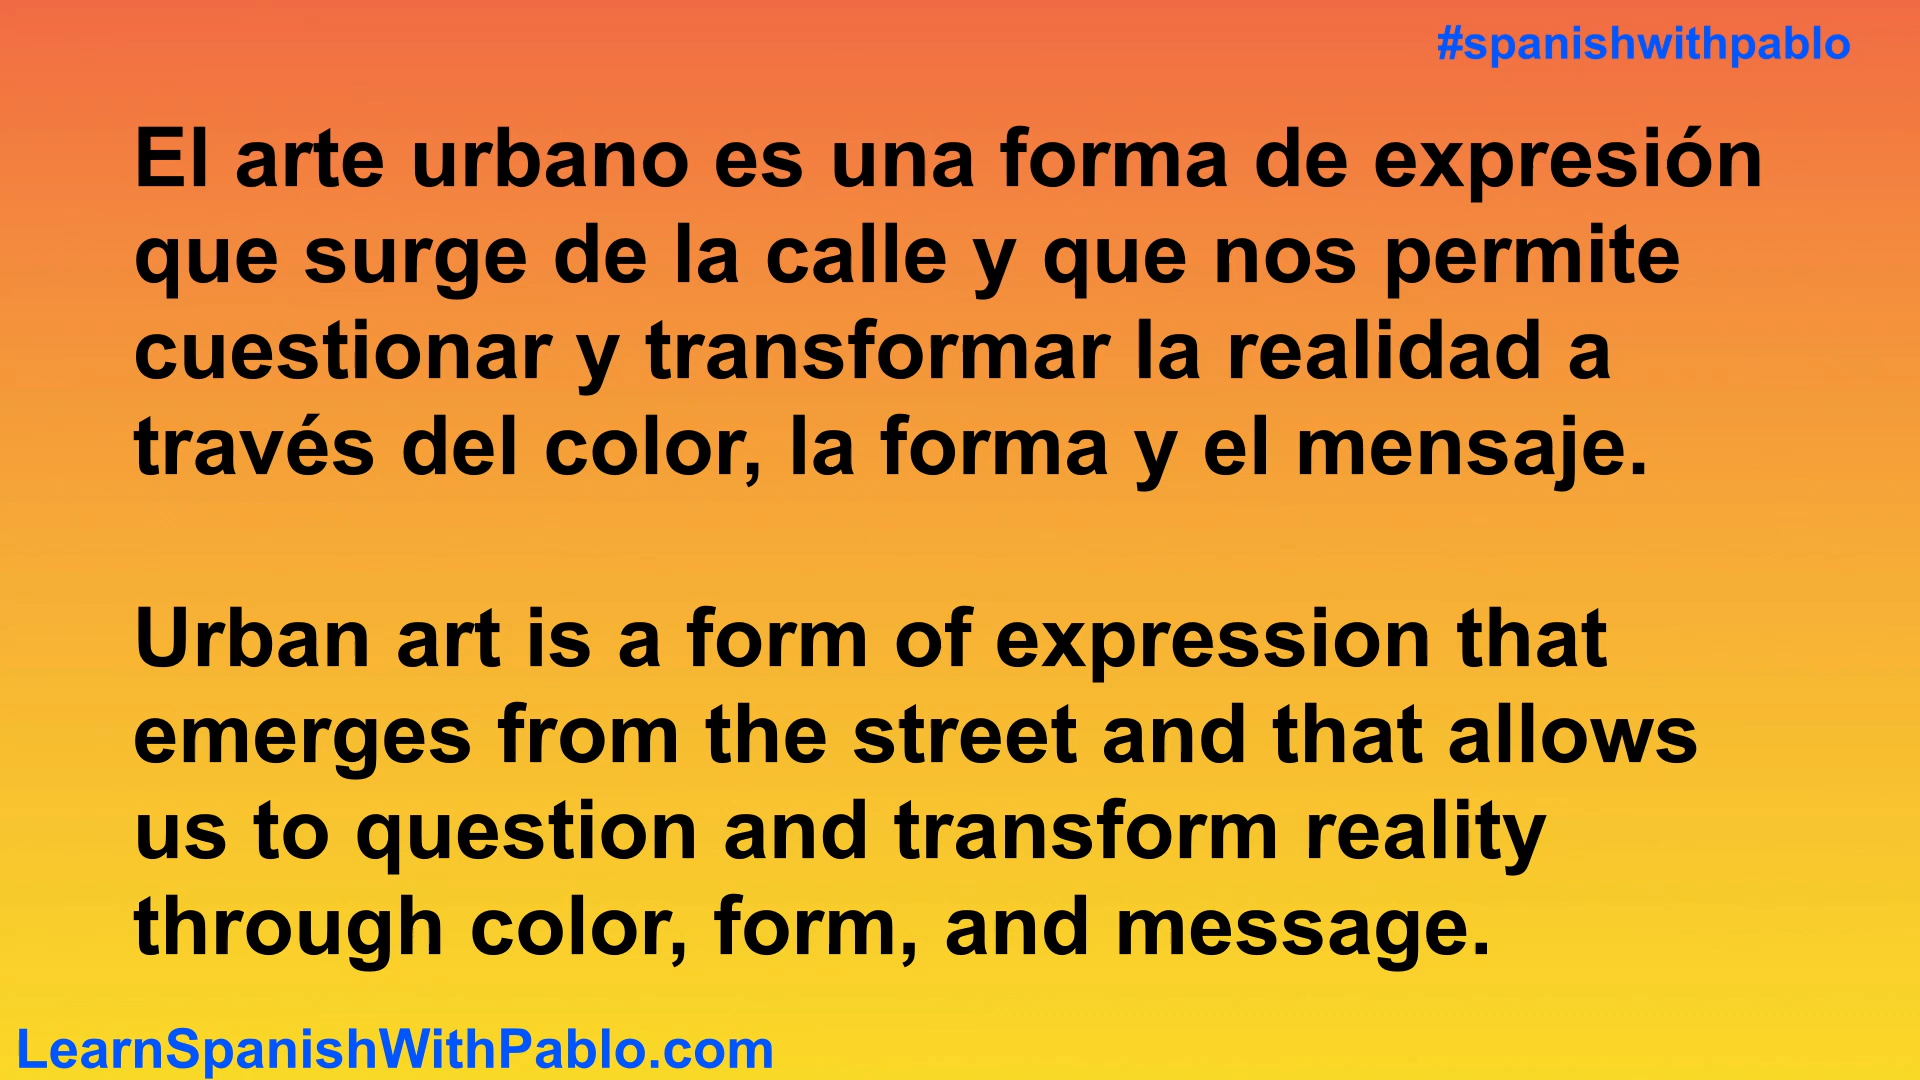 #spanishwithpablo
El arte urbano es una forma de expresión
que surge de la calle y que nos permite
cuestionar y transformar la realidad a
través del color, la forma y el mensaje.
Urban art is a form of expression that
emerges from the street and that allows
us to question and transform reality
through color, form, and message.
LearnSpanishWithPablo.com